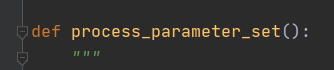 def process_parameter_set():
    """